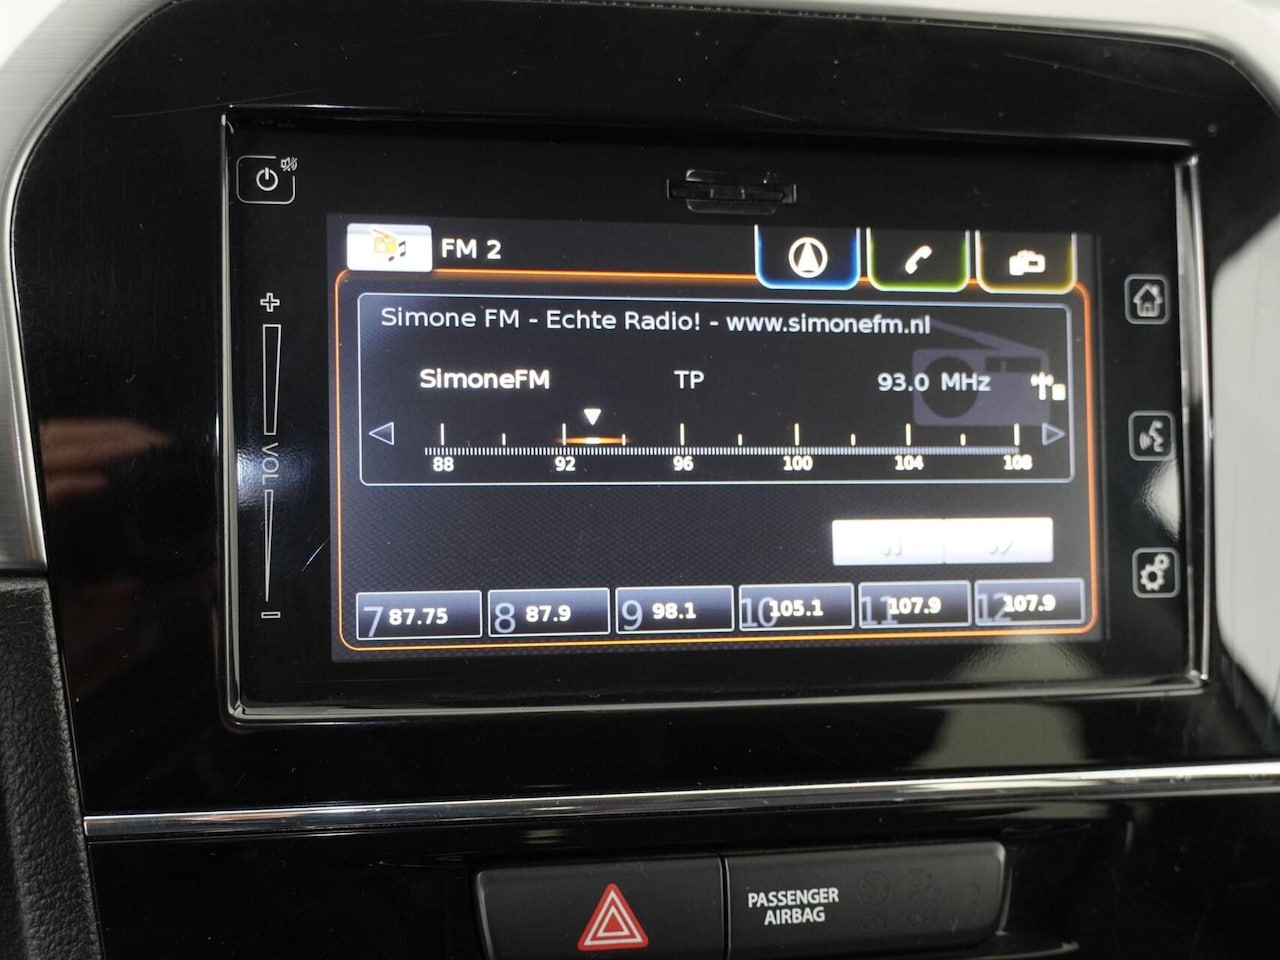 FM 2
Simone FM - Echte Radio! - www.simonefm.nl
SimoneFM TP 93.0 MHz
88 92 96 100 104 108
VOL
7 87.75 8 87.9 9 98.1 10 105.1 11 107.9 12 107.9
PASSENGER
AIRBAG
ON OFF